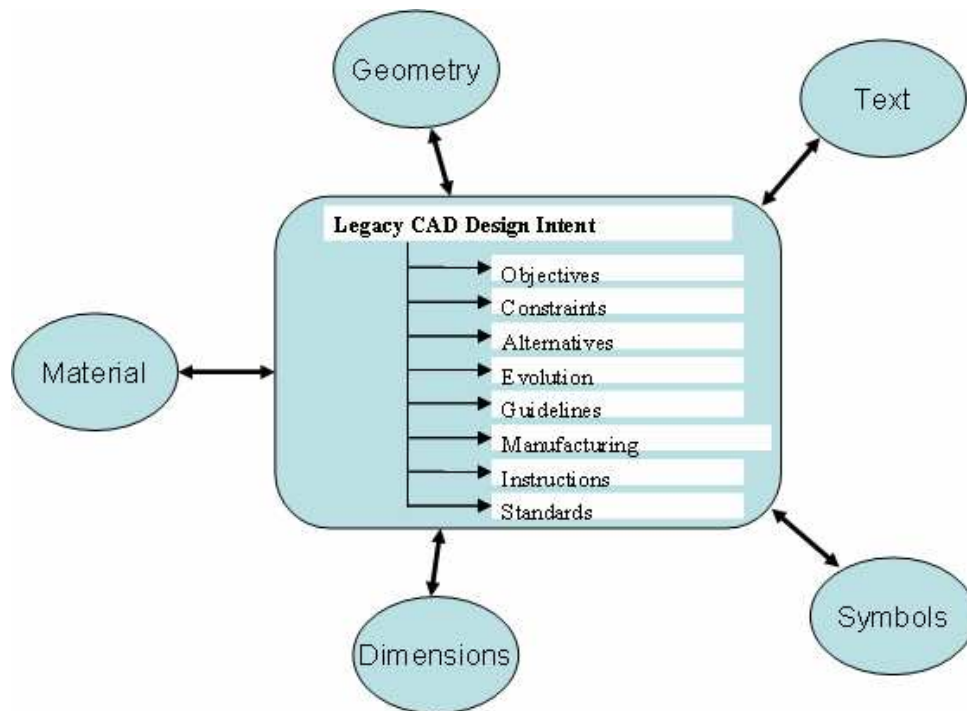 Geometry
Text
Legacy CAD Design Intent
Objectives
Constraints
Alternatives
Evolution
Guidelines
Manufacturing
Instructions
Standards
Material
Dimensions
Symbols